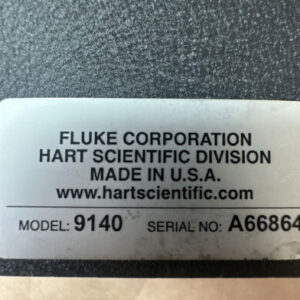 FLUKE CORPORATION
HART SCIENTIFIC DIVISION
MADE IN U.S.A.
www.hartscientific.com
MODEL: 9140 SERIAL NO: A66864